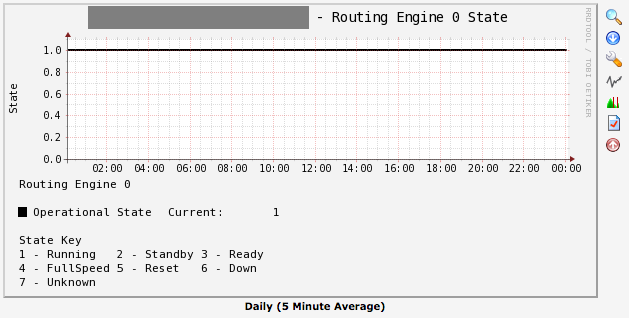 - Routing Engine 0 State
RRDTOOL / TOBI OETIKER
State
1.0
0.8
0.6
0.4
0.2
0.0
02:00 04:00 06:00 08:00 10:00 12:00 14:00 16:00 18:00 20:00 22:00 00:00
Routing Engine 0
Operational State Current: 1
State Key
1 - Running 2 - Standby 3 - Ready
4 - FullSpeed 5 - Reset 6 - Down
7 - Unknown
Daily (5 Minute Average)